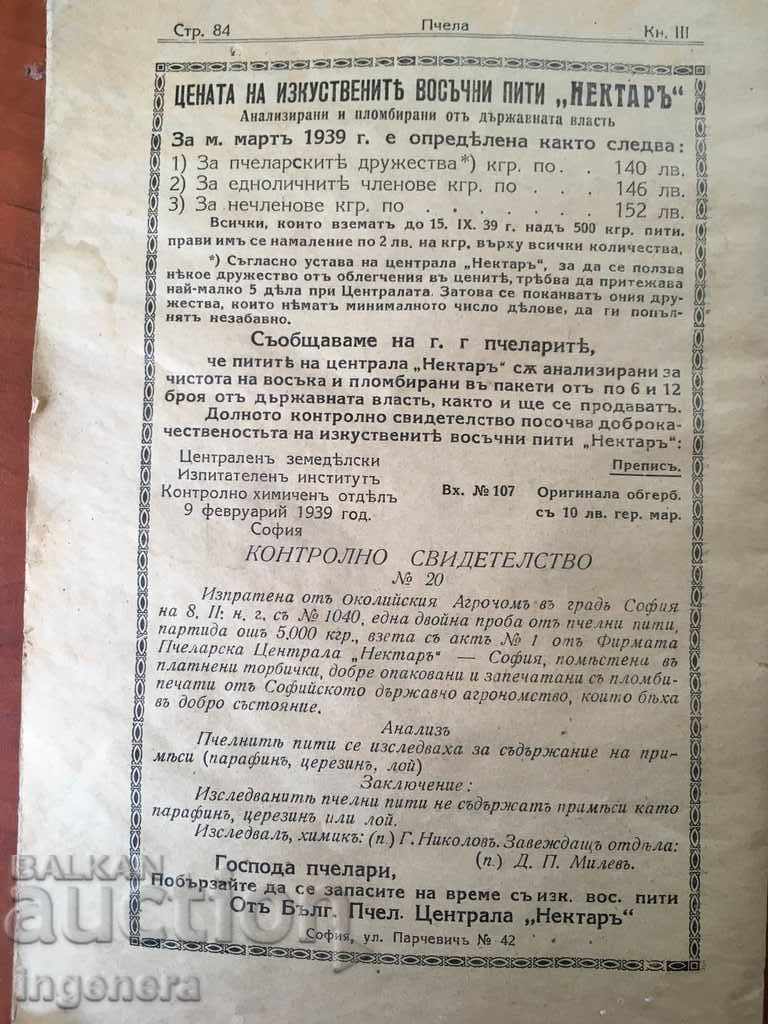 Стр. 84 Пчела Кн. III
ЦЕНАТА НА ИЗКУСТВЕНИТѢ ВОСЪЧНИ ПИТИ „НЕКТАРЪ“
Анализирани и пломбирани отъ държавната власть
За м. мартъ 1939 г. е опредѣлена както следва:
1) За пчеларскитѣ дружества*) кгр. по. . 140 лв.
2) За едноличнитѣ членове кгр. по . . . 146 лв.
3) За нечленове кгр. по . . . . . . . 152 лв.
Всички, които взематъ до 15. IX. 39 г. надъ 500 кгр. пити,
прави имъ се намаление по 2 лв. на кгр. върху всички количества.
*) Съгласно устава на централа „Нектаръ“, за да се ползва
нѣкое дружество отъ облегчения въ ценитѣ, трѣбва да притежава
най-малко 5 дѣла при Централата. Затова се поканватъ ония дру-
жества, които нѣматъ минималното число дѣлове, да ги попъл-
нятъ незабавно.
Съобщаваме на г. г пчеларитѣ,
че пититѣ на централа „Нектаръ“ сѫ анализирани за
чистота на восъка и пломбирани въ пакети отъ по 6 и 12
броя отъ държавната власть, както и ще се продаватъ.
Долното контролно свидетелство посочва доброка-
чественостьта на изкуственитѣ восъчни пити „Нектаръ“:
Централенъ земеделски Преписъ.
Изпитателенъ институтъ
Контролно химиченъ отдѣлъ Вх. № 107 Оригинала обгерб.
9 февруарий 1939 год. съ 10 лв. гер. мар.
София
КОНТРОЛНО СВИДЕТЕЛСТВО
№ 20
Изпратена отъ Околийския Агрочомъ въ градъ София
на 8. II: н. г. съ № 1040, една двойна проба отъ пчелни пити,
партида ошъ 5,000 кгр., взета съ актъ № 1 отъ Фирмата
Пчеларска Централа „Нектаръ“ — София, помѣстена въ
платнени торбички, добре опаковани и запечатани съ пломби-
печати отъ Софийското държавчо агрономство, които бѣха
въ добро състояние.
Анализъ
Пчелнитѣ пити се изследваха за съдържание на при-
мѣси (парафинъ, церезинъ, лой)
Заключение:
Изследванитѣ пчелни пити не съдържатъ примѣси като
парафинъ, церезинъ или лой.
Изследвалъ, химикъ: (п.) Г. Николовъ. Завеждащъ отдѣла:
(п.) Д. П. Милевъ.
Господа пчелари,
Побързайте да се запасите на време съ изк. вос. пити
Отъ Бълг. Пчел. Централа „Нектаръ“
София, ул. Парчевичъ № 42
BALKAN
auction
ingenera